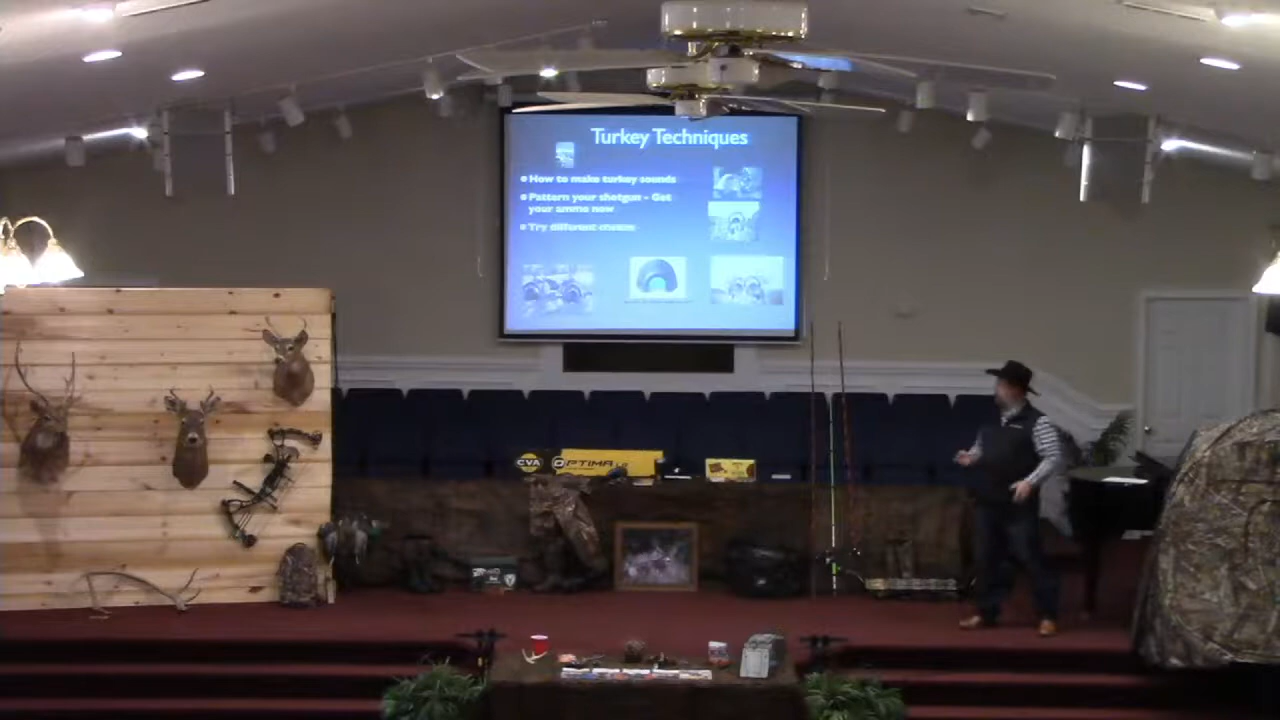 Turkey Techniques
How to make turkey sounds
Pattern your shotgun - Get
your ammo now
Try different chokes
CVA
OPTIMA